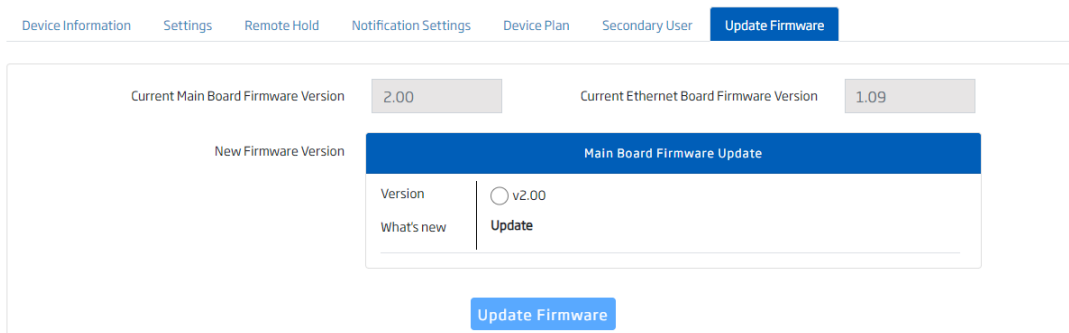 Device Information Settings Remote Hold Notification Settings Device Plan Secondary User Update Firmware
Current Main Board Firmware Version 2.00 Current Ethernet Board Firmware Version 1.09
New Firmware Version Main Board Firmware Update
Version v2.00
What's new Update
Update Firmware